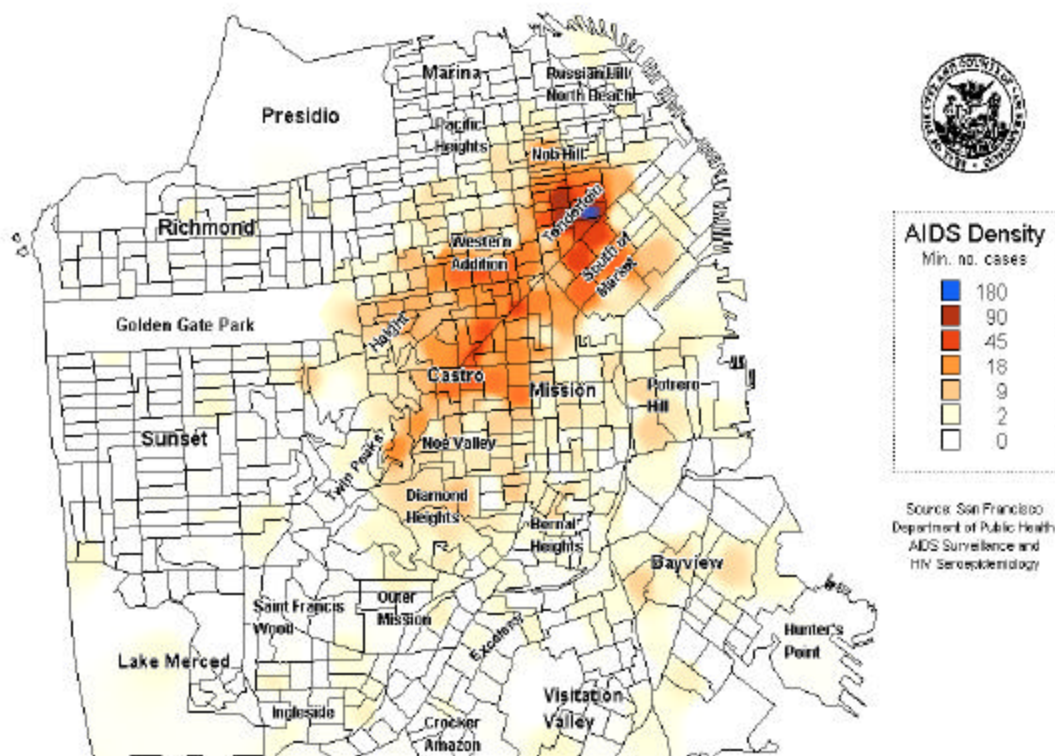 Marina
Russian Hill/
North Beach
Presidio
Pacific
Heights
Nob Hill
Tenderloin
Richmond
Western
Addition
South of
Market
Golden Gate Park
Haight
Castro
Mission
Potrero
Hill
Sunset
Noe Valley
Twin Peaks
Diamond
Heights
Bernal
Heights
Bayview
Saint Francis
Wood
Outer
Mission
Excelsior
Hunter's
Point
Lake Merced
Visitation
Valley
Ingleside
Crocker
Amazon
AIDS Density
Min. no. cases
180
90
45
18
9
2
0
Source: San Francisco
Department of Public Health
AIDS Surveillance and
HIV Seroepidemiology